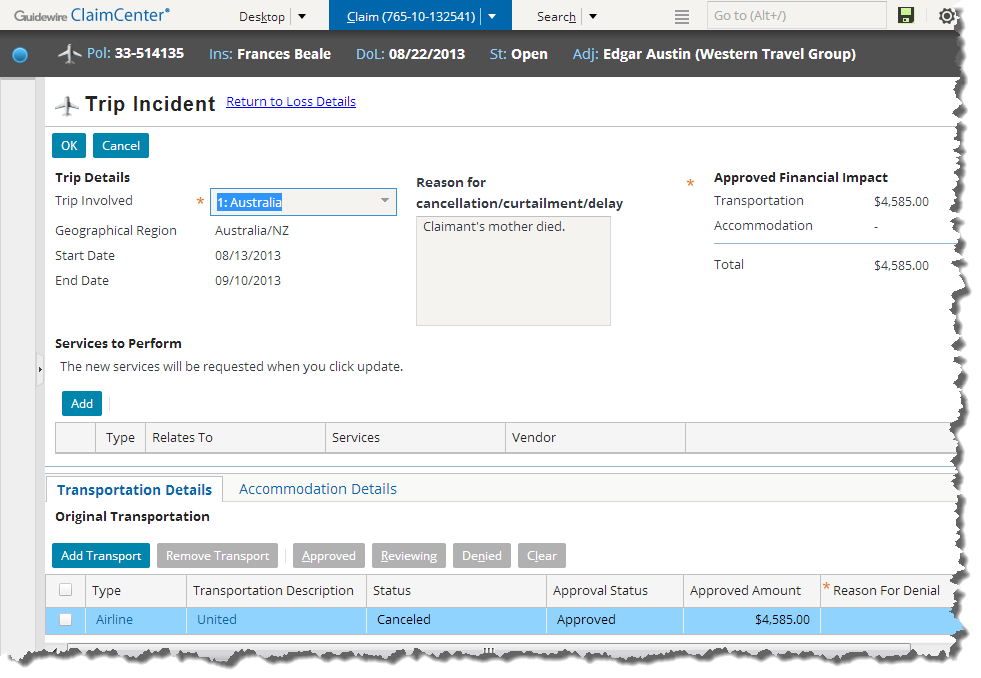 Guidewire ClaimCenter® Desktop Claim (765-10-132541) Search Go to (Alt+/)
Pol: 33-514135 Ins: Frances Beale DoL: 08/22/2013 St: Open Adj: Edgar Austin (Western Travel Group)
Trip Incident Return to Loss Details
OK Cancel
Trip Details
Trip Involved * 1: Australia
Geographical Region Australia/NZ
Start Date 08/13/2013
End Date 09/10/2013
Reason for *
cancellation/curtailment/delay
Claimant's mother died.
Approved Financial Impact
Transportation $4,585.00
Accommodation -
Total $4,585.00
Services to Perform
The new services will be requested when you click update.
Add
Type Relates To Services Vendor
Transportation Details Accommodation Details
Original Transportation
Add Transport Remove Transport Approved Reviewing Denied Clear
Type Transportation Description Status Approval Status Approved Amount * Reason For Denial
Airline United Canceled Approved $4,585.00